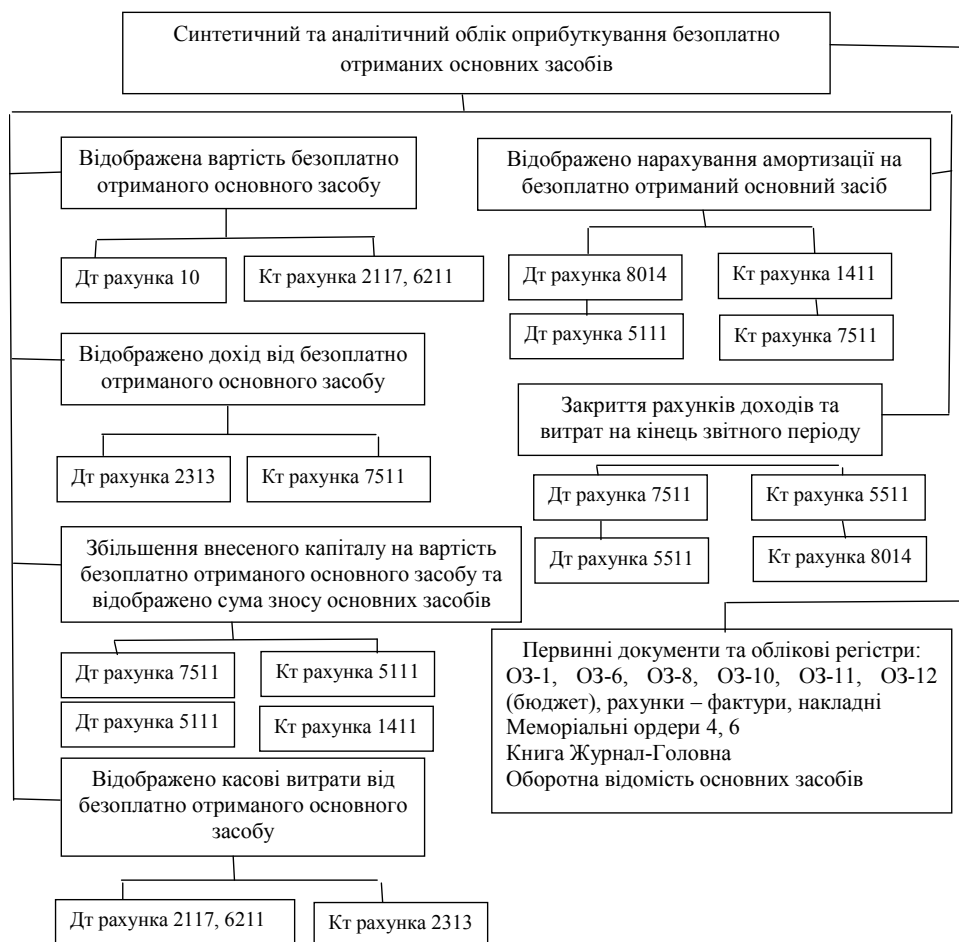 Синтетичний та аналітичний облік оприбуткування безоплатно
отриманих основних засобів
Відображена вартість безоплатно
отриманого основного засобу
Дт рахунка 10
Кт рахунка 2117, 6211
Відображено дохід від безоплатно
отриманого основного засобу
Дт рахунка 2313
Кт рахунка 7511
Збільшення внесеного капіталу на вартість
безоплатно отриманого основного засобу та
відображено сума зносу основних засобів
Дт рахунка 7511
Кт рахунка 5111
Дт рахунка 5111
Кт рахунка 1411
Відображено касові витрати від
безоплатно отриманого основного
засобу
Дт рахунка 2117, 6211
Кт рахунка 2313
Відображено нарахування амортизації на
безоплатно отриманий основний засіб
Дт рахунка 8014
Кт рахунка 1411
Дт рахунка 5111
Кт рахунка 7511
Закриття рахунків доходів та
витрат на кінець звітного періоду
Дт рахунка 7511
Кт рахунка 5511
Дт рахунка 5511
Кт рахунка 8014
Первинні документи та облікові регістри:
ОЗ-1, ОЗ-6, ОЗ-8, ОЗ-10, ОЗ-11, ОЗ-12
(бюджет), рахунки – фактури, накладні
Меморіальні ордери 4, 6
Книга Журнал-Головна
Оборотна відомість основних засобів